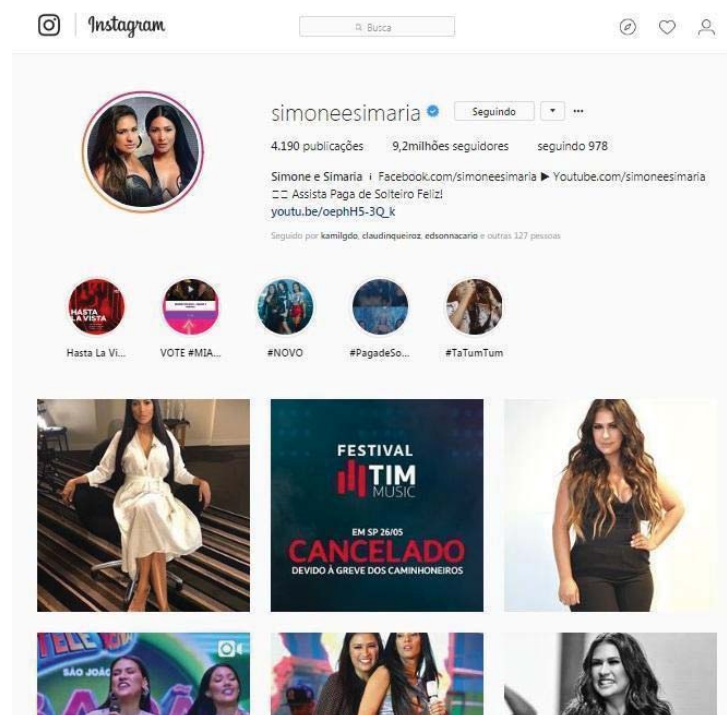 Instagram
Busca
simoneesimaria
Seguindo
4.190 publicações 9,2milhões seguidores seguindo 978
Simone e Simaria Facebook.com/simoneesimaria ▶ Youtube.com/simoneesimaria
Assista Paga de Solteiro Feliz!
youtu.be/oephH5-3Q_k
Seguido por kamilgdo, claudinqueiroz, edsonnacario e outras 127 pessoas
HASTA
LA VISTA
Hasta La Vi... VOTE #MIA... #NOVO #PagadeSo... #TaTumTum
FESTIVAL
TIM
MUSIC
EM SP 26/05
CANCELADO
DEVIDO À GREVE DOS CAMINHONEIROS
SÃO JOÃO